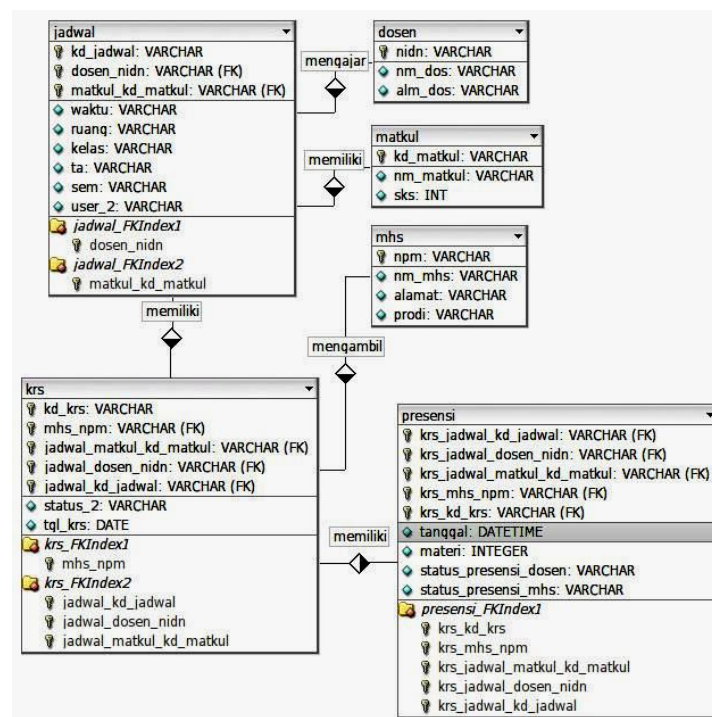 jadwal
kd_jadwal: VARCHAR
dosen_nidn: VARCHAR (FK)
matkul_kd_matkul: VARCHAR (FK)
waktu: VARCHAR
ruang: VARCHAR
kelas: VARCHAR
ta: VARCHAR
sem: VARCHAR
user_2: VARCHAR
jadwal_FKIndex1
dosen_nidn
jadwal_FKIndex2
matkul_kd_matkul
mengajar
dosen
nidn: VARCHAR
nm_dos: VARCHAR
alm_dos: VARCHAR
memiliki
matkul
kd_matkul: VARCHAR
nm_matkul: VARCHAR
sks: INT
mhs
npm: VARCHAR
nm_mhs: VARCHAR
alamat: VARCHAR
prodi: VARCHAR
memiliki
mengambil
krs
kd_krs: VARCHAR
mhs_npm: VARCHAR (FK)
jadwal_matkul_kd_matkul: VARCHAR (FK)
jadwal_dosen_nidn: VARCHAR (FK)
jadwal_kd_jadwal: VARCHAR (FK)
status_2: VARCHAR
tgl_krs: DATE
krs_FKIndex1
mhs_npm
krs_FKIndex2
jadwal_kd_jadwal
jadwal_dosen_nidn
jadwal_matkul_kd_matkul
memiliki
presensi
krs_jadwal_kd_jadwal: VARCHAR (FK)
krs_jadwal_dosen_nidn: VARCHAR (FK)
krs_jadwal_matkul_kd_matkul: VARCHAR (FK)
krs_mhs_npm: VARCHAR (FK)
krs_kd_krs: VARCHAR (FK)
tanggal: DATETIME
materi: INTEGER
status_presensi_dosen: VARCHAR
status_presensi_mhs: VARCHAR
presensi_FKIndex1
krs_kd_krs
krs_mhs_npm
krs_jadwal_matkul_kd_matkul
krs_jadwal_dosen_nidn
krs_jadwal_kd_jadwal